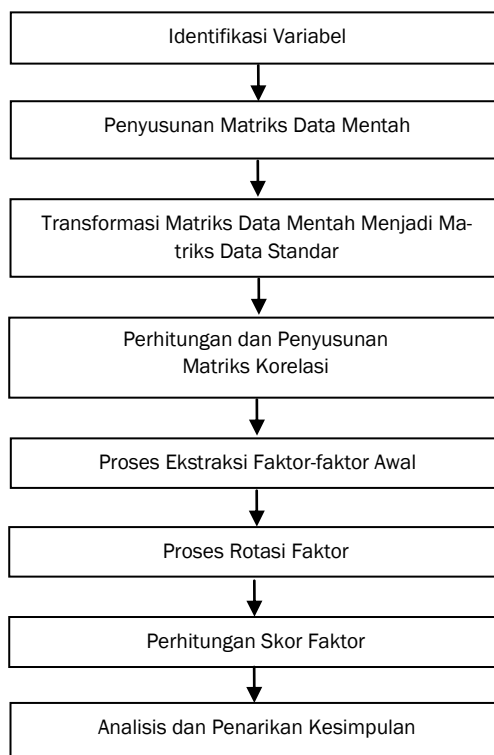 Identifikasi Variabel
Penyusunan Matriks Data Mentah
Transformasi Matriks Data Mentah Menjadi Ma-
triks Data Standar
Perhitungan dan Penyusunan
Matriks Korelasi
Proses Ekstraksi Faktor-faktor Awal
Proses Rotasi Faktor
Perhitungan Skor Faktor
Analisis dan Penarikan Kesimpulan